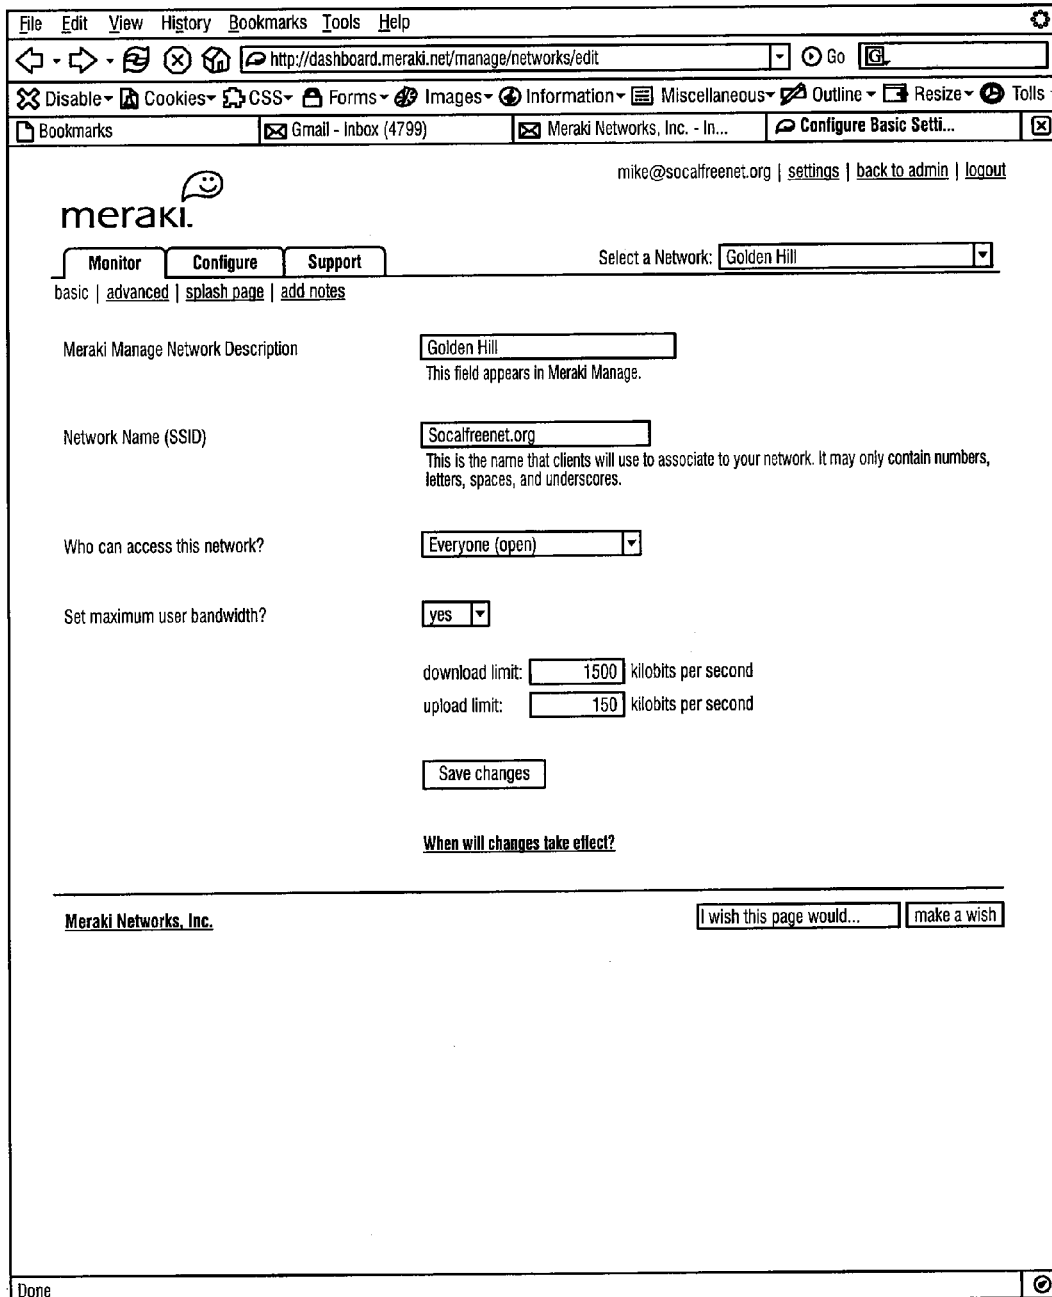 File Edit View History Bookmarks Tools Help
http://dashboard.meraki.net/manage/networks/edit Go G
Disable Cookies CSS Forms Images Information Miscellaneous Outline Resize Tolls
Bookmarks Gmail - Inbox (4799) Meraki Networks, Inc. - In... Configure Basic Setti...
mike@socalfreenet.org | settings | back to admin | logout
meraki.
Monitor Configure Support Select a Network: Golden Hill
basic | advanced | splash page | add notes
Meraki Manage Network Description Golden Hill
This field appears in Meraki Manage.
Network Name (SSID) Socalfreenet.org
This is the name that clients will use to associate to your network. It may only contain numbers,
letters, spaces, and underscores.
Who can access this network? Everyone (open)
Set maximum user bandwidth? yes
download limit: 1500 kilobits per second
upload limit: 150 kilobits per second
Save changes
When will changes take effect?
Meraki Networks, Inc. I wish this page would... make a wish
Done